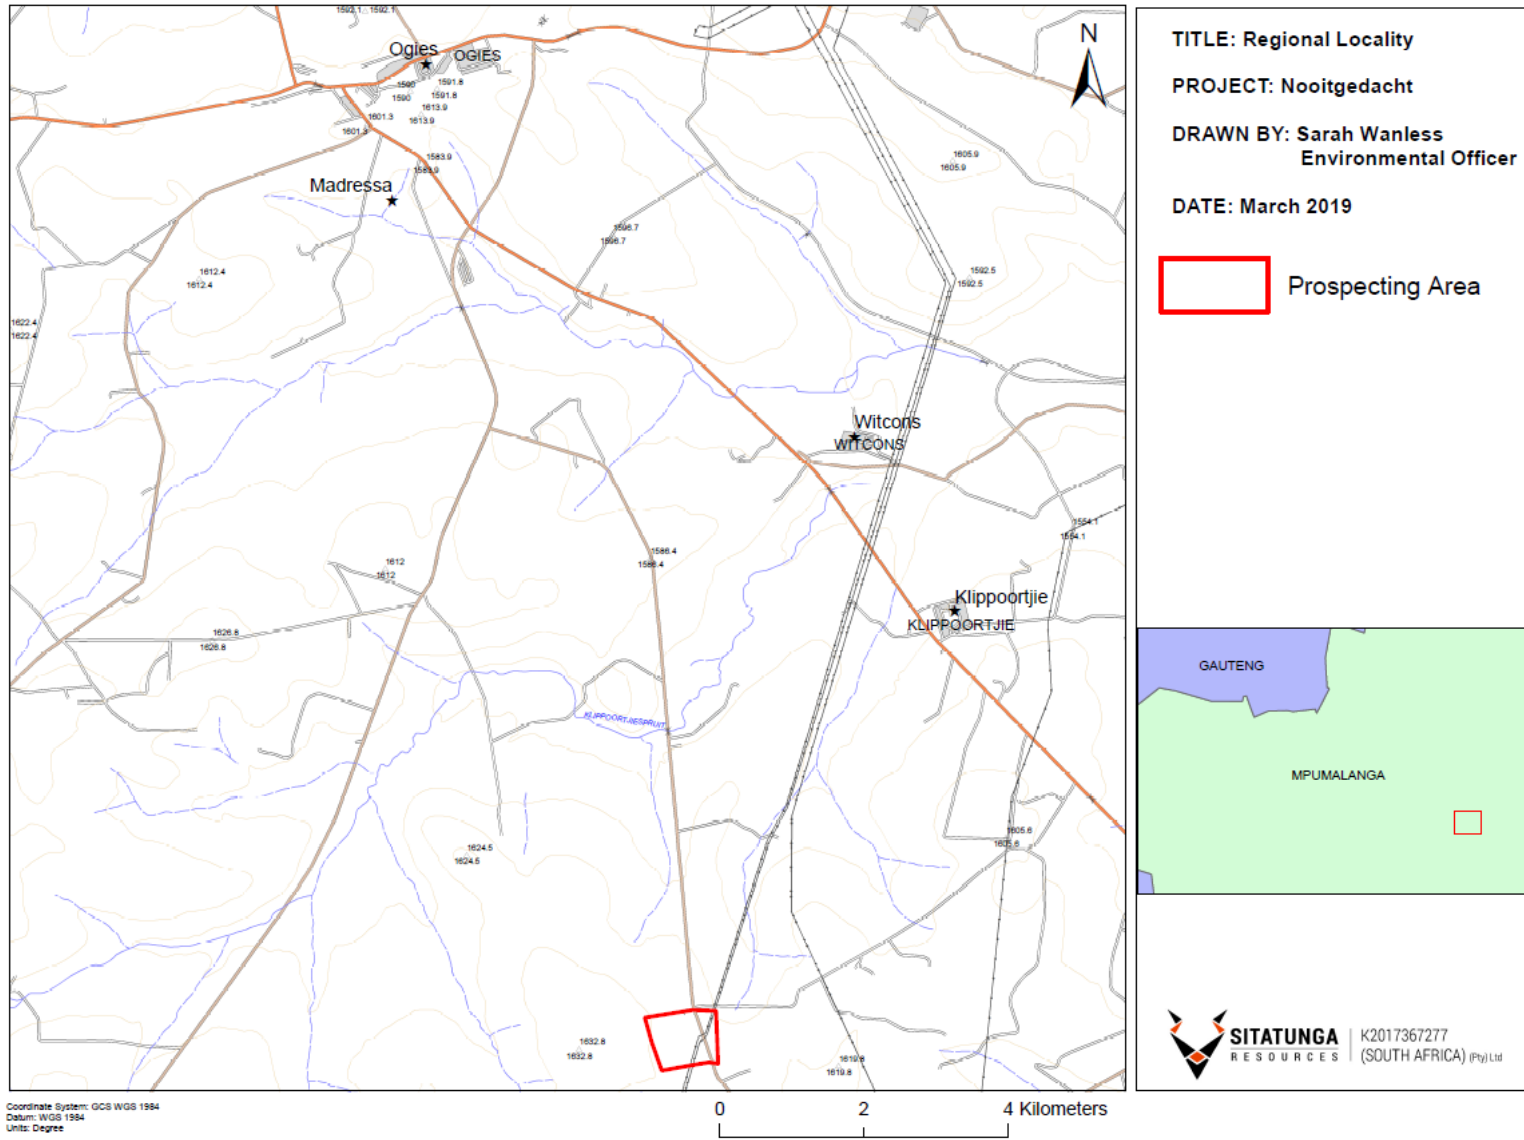 1592.1
1592.1
Ogies
OGIES
1590
1590
1591.8
1591.8
1613.9
1613.9
1601.3
1601.3
1583.9
1583.9
Madressa
1605.9
1605.9
1596.7
1596.7
1612.4
1612.4
1592.5
1592.5
1622.4
1622.4
Witcons
WITCONS
1554.1
1554.1
1586.4
1586.4
1612
1612
Klippoortjie
KLIPPOORTJIE
1626.8
1626.8
KLIPPOORTJIESPRUIT
1605.6
1605.6
1624.5
1624.5
1632.8
1632.8
1619.8
1619.8
N
TITLE: Regional Locality
PROJECT: Nooitgedacht
DRAWN BY: Sarah Wanless
Environmental Officer
DATE: March 2019
Prospecting Area
GAUTENG
MPUMALANGA
SITATUNGA
RESOURCES
K2017367277
(SOUTH AFRICA) (Pty) Ltd
Coordinate System: GCS WGS 1984
Datum: WGS 1984
Units: Degree
0 2 4 Kilometers